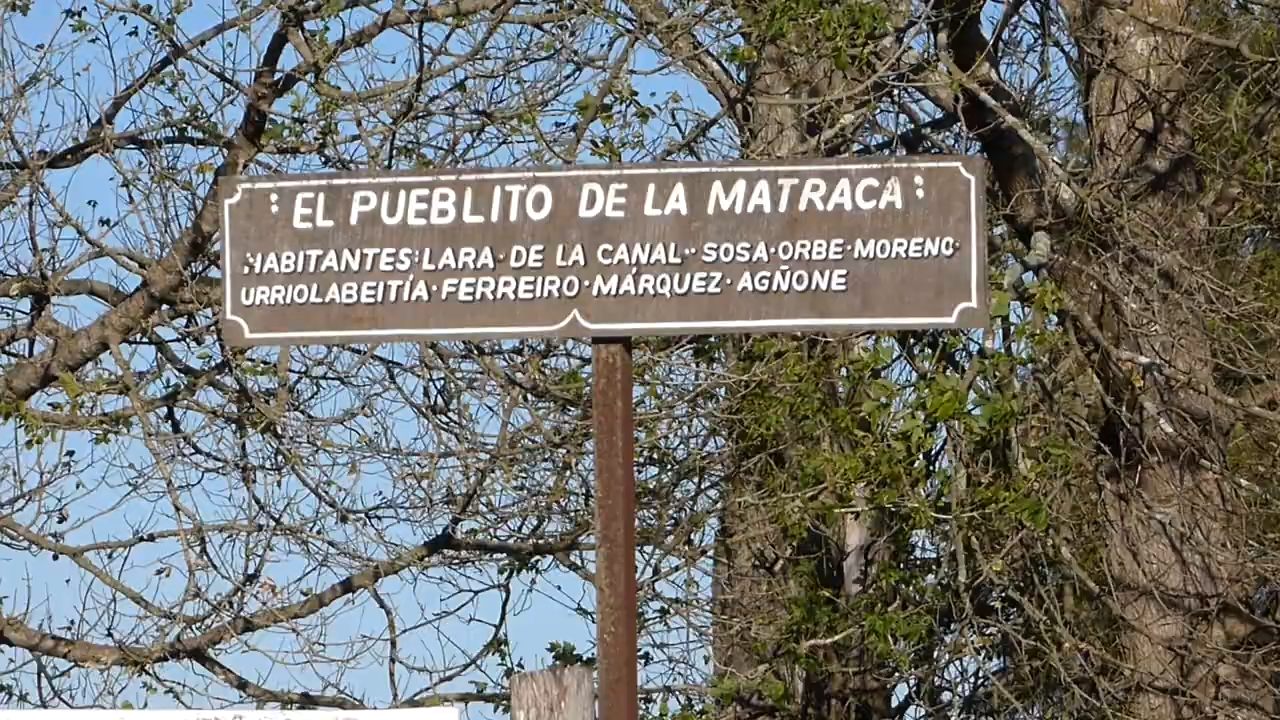 : EL PUEBLITO DE LA MATRACA :
HABITANTES: LARA · DE LA CANAL ·· SOSA · ORBE · MORENO ·
URRIOLABEITÍA · FERREIRO · MÁRQUEZ · AGÑONE